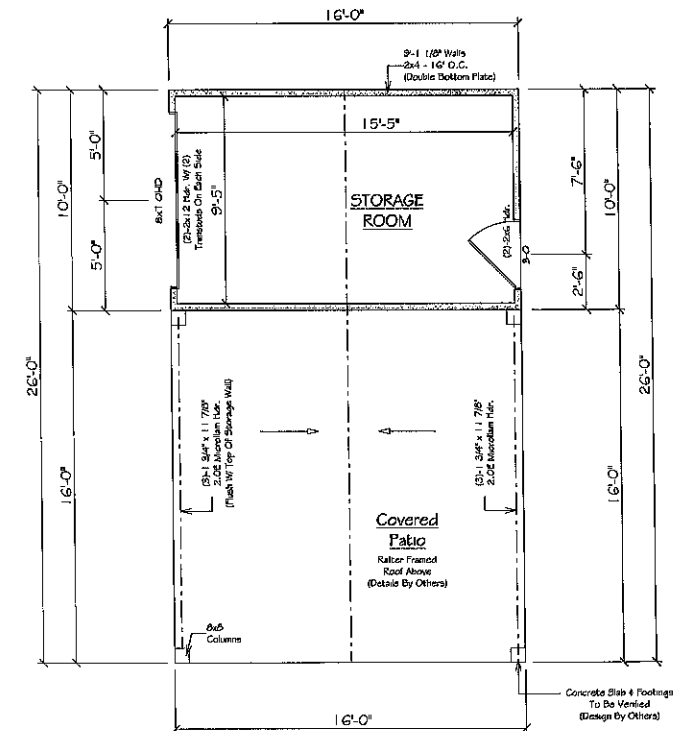 16'-0"
9'-1 1/8" Walls
2x4 - 16" O.C.
(Double Bottom Plate)
15'-5"
5'-0"
10'-0"
8x7 OHD
(2)-2x12 Hdr. W/ (2)
Trimstuds On Each Side
9'-5"
STORAGE
ROOM
(2)-2x6 Hdr.
3-0
7'-6"
10'-0"
5'-0"
2'-6"
26'-0"
26'-0"
(3)-1 3/4" x 11 7/8"
2.0E Microllam Hdr.
(Flush W/ Top Of Storage Wall)
(3)-1 3/4" x 11 7/8"
2.0E Microllam Hdr.
16'-0"
16'-0"
Covered
Patio
Rafter Framed
Roof Above
(Details By Others)
8x8
Columns
Concrete Slab & Footings
To Be Verified
(Design By Others)
16'-0"